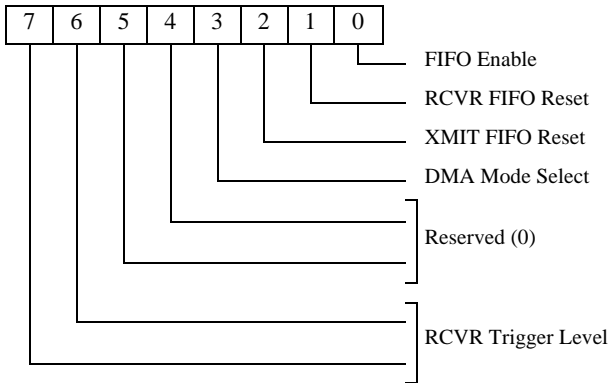 7 6 5 4 3 2 1 0
FIFO Enable
RCVR FIFO Reset
XMIT FIFO Reset
DMA Mode Select
Reserved (0)
RCVR Trigger Level